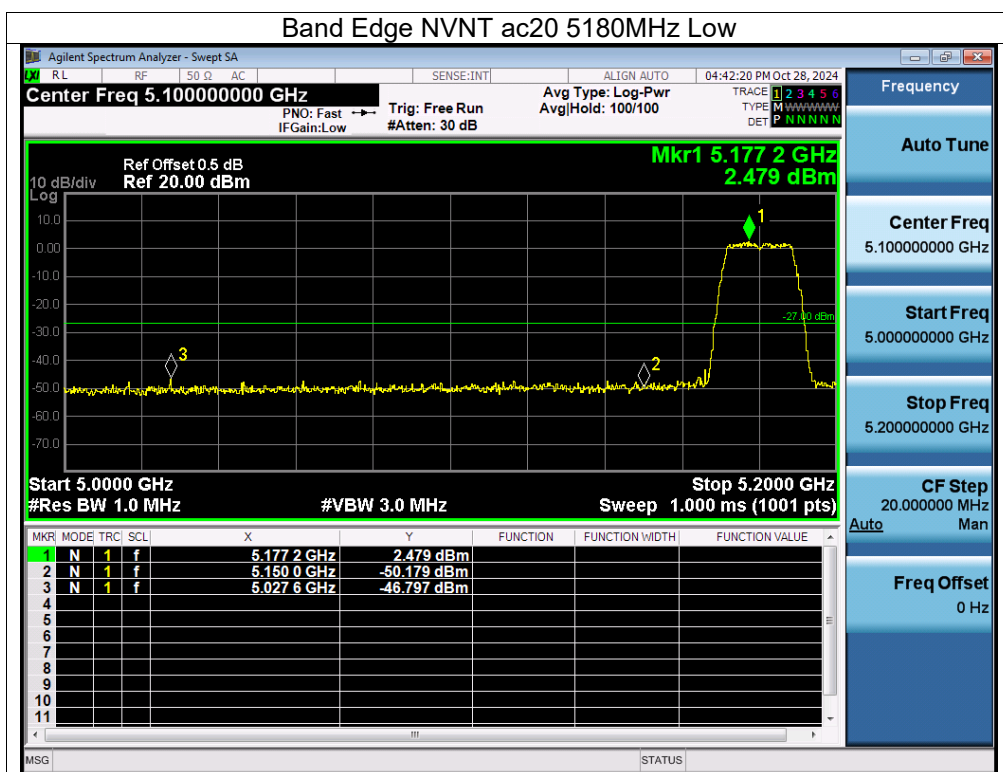 Band Edge NVNT ac20 5180MHz Low
Agilent Spectrum Analyzer - Swept SA
LXI RL RF 50 Ω AC SENSE:INT ALIGN AUTO 04:42:20 PM Oct 28, 2024
Center Freq 5.100000000 GHz
PNO: Fast
IFGain:Low
Trig: Free Run
#Atten: 30 dB
Avg Type: Log-Pwr
Avg|Hold: 100/100
TRACE 1 2 3 4 5 6
TYPE M WWWWW
DET P N N N N N
Frequency
Auto Tune
Center Freq
5.100000000 GHz
Start Freq
5.000000000 GHz
Stop Freq
5.200000000 GHz
CF Step
20.000000 MHz
Auto Man
Freq Offset
0 Hz
Ref Offset 0.5 dB
10 dB/div Ref 20.00 dBm
Log
Mkr1 5.177 2 GHz
2.479 dBm
10.0
0.00
-10.0
-20.0
-30.0
-40.0
-50.0
-60.0
-70.0
1
-27.00 dBm
3
2
Start 5.0000 GHz Stop 5.2000 GHz
#Res BW 1.0 MHz #VBW 3.0 MHz Sweep 1.000 ms (1001 pts)
MKR MODE TRC SCL X Y FUNCTION FUNCTION WIDTH FUNCTION VALUE
1 N 1 f 5.177 2 GHz 2.479 dBm
2 N 1 f 5.150 0 GHz -50.179 dBm
3 N 1 f 5.027 6 GHz -46.797 dBm
4
5
6
7
8
9
10
11
MSG STATUS